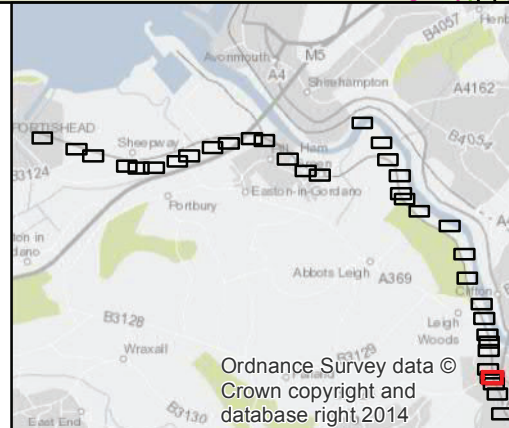 B4057
Henb
Avonmouth
M5
A4
Shirehampton
A4162
PORTISHEAD
Sheepway
Ham
Green
B4054
B3124
Easton-in-Gordano
Portbury
ton in
dano
Abbots Leigh
A369
Clifton
B3128
Leigh
Woods
Wraxall
B3129
B3130
East End
Ordnance Survey data ©
Crown copyright and
database right 2014